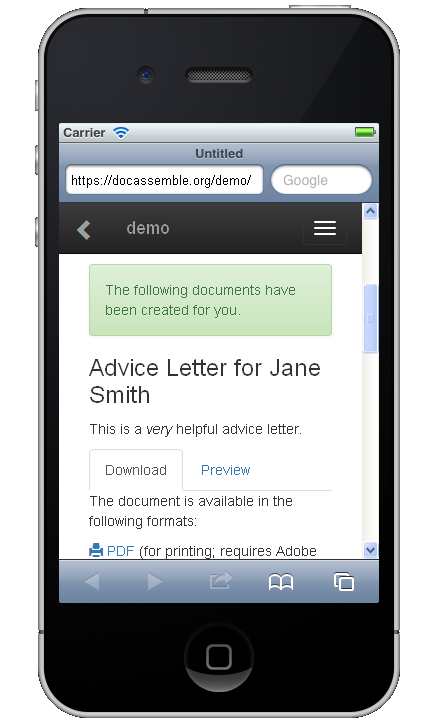 Carrier
Untitled
https://docassemble.org/demo/
Google
demo
The following documents have
been created for you.
Advice Letter for Jane
Smith
This is a very helpful advice letter.
Download
Preview
The document is available in the
following formats:
PDF (for printing; requires Adobe